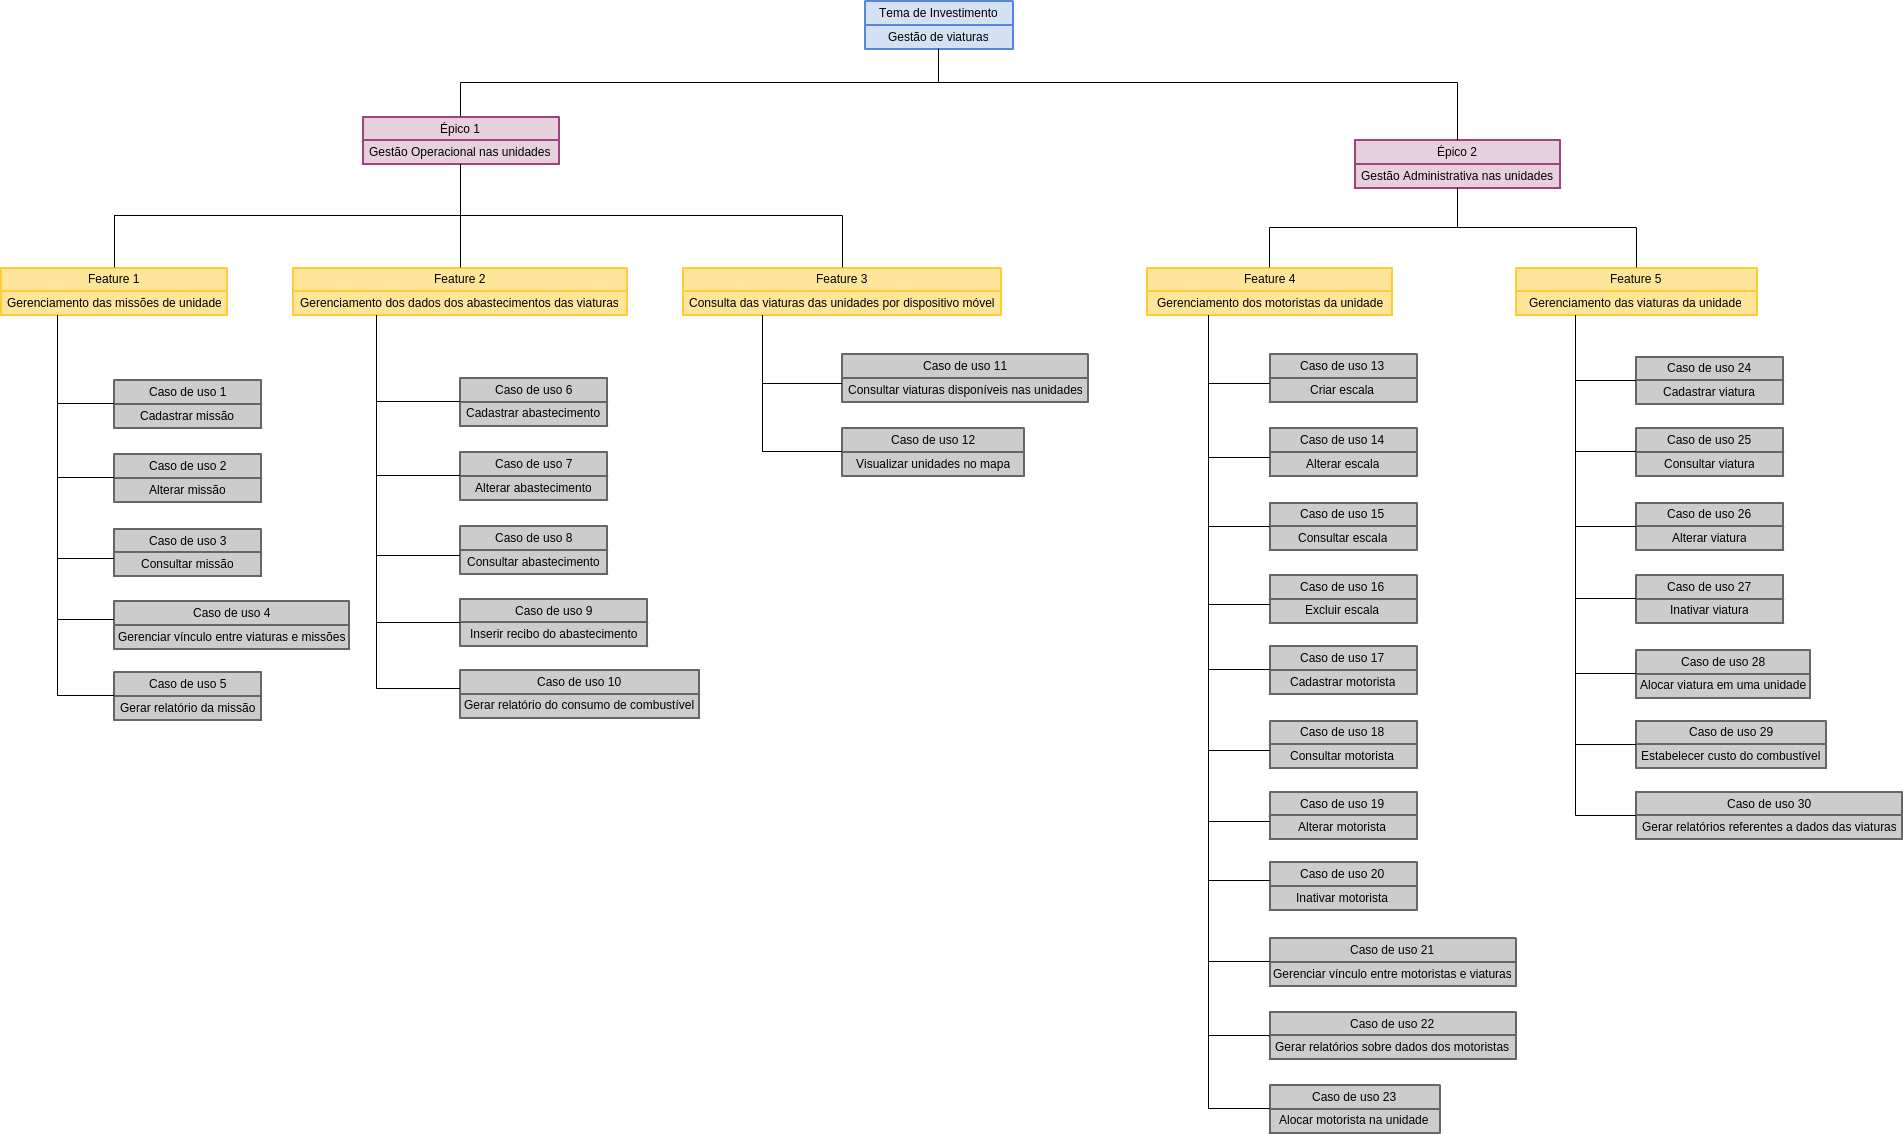 Tema de Investimento
Gestão de viaturas
Épico 1
Gestão Operacional nas unidades
Épico 2
Gestão Administrativa nas unidades
Feature 1
Gerenciamento das missões de unidade
Feature 2
Gerenciamento dos dados dos abastecimentos das viaturas
Feature 3
Consulta das viaturas das unidades por dispositivo móvel
Feature 4
Gerenciamento dos motoristas da unidade
Feature 5
Gerenciamento das viaturas da unidade
Caso de uso 1
Cadastrar missão
Caso de uso 2
Alterar missão
Caso de uso 3
Consultar missão
Caso de uso 4
Gerenciar vínculo entre viaturas e missões
Caso de uso 5
Gerar relatório da missão
Caso de uso 6
Cadastrar abastecimento
Caso de uso 7
Alterar abastecimento
Caso de uso 8
Consultar abastecimento
Caso de uso 9
Inserir recibo do abastecimento
Caso de uso 10
Gerar relatório do consumo de combustível
Caso de uso 11
Consultar viaturas disponíveis nas unidades
Caso de uso 12
Visualizar unidades no mapa
Caso de uso 13
Criar escala
Caso de uso 14
Alterar escala
Caso de uso 15
Consultar escala
Caso de uso 16
Excluir escala
Caso de uso 17
Cadastrar motorista
Caso de uso 18
Consultar motorista
Caso de uso 19
Alterar motorista
Caso de uso 20
Inativar motorista
Caso de uso 21
Gerenciar vínculo entre motoristas e viaturas
Caso de uso 22
Gerar relatórios sobre dados dos motoristas
Caso de uso 23
Alocar motorista na unidade
Caso de uso 24
Cadastrar viatura
Caso de uso 25
Consultar viatura
Caso de uso 26
Alterar viatura
Caso de uso 27
Inativar viatura
Caso de uso 28
Alocar viatura em uma unidade
Caso de uso 29
Estabelecer custo do combustível
Caso de uso 30
Gerar relatórios referentes a dados das viaturas